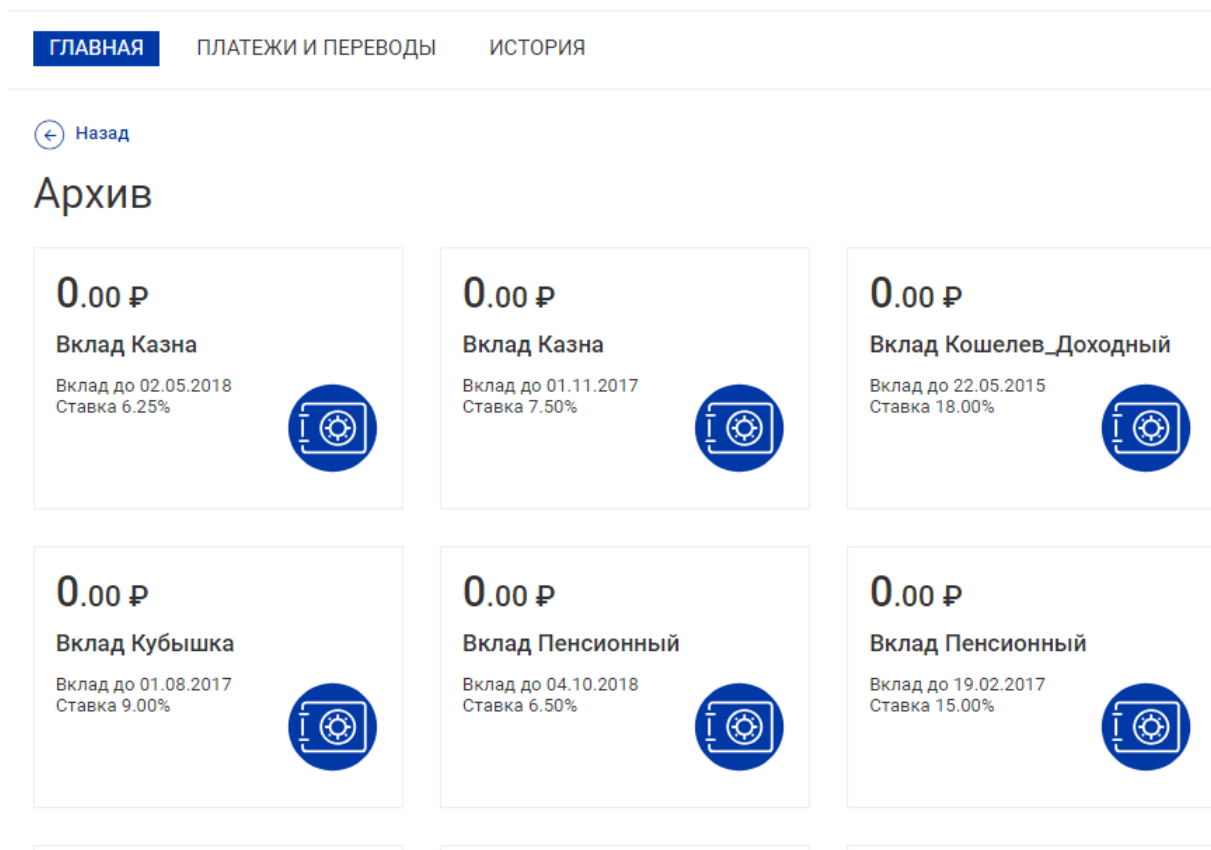 ГЛАВНАЯ ПЛАТЕЖИ И ПЕРЕВОДЫ ИСТОРИЯ
Назад
Архив
0.00 ₽
Вклад Казна
Вклад до 02.05.2018
Ставка 6.25%
0.00 ₽
Вклад Казна
Вклад до 01.11.2017
Ставка 7.50%
0.00 ₽
Вклад Кошелев_Доходный
Вклад до 22.05.2015
Ставка 18.00%
0.00 ₽
Вклад Кубышка
Вклад до 01.08.2017
Ставка 9.00%
0.00 ₽
Вклад Пенсионный
Вклад до 04.10.2018
Ставка 6.50%
0.00 ₽
Вклад Пенсионный
Вклад до 19.02.2017
Ставка 15.00%